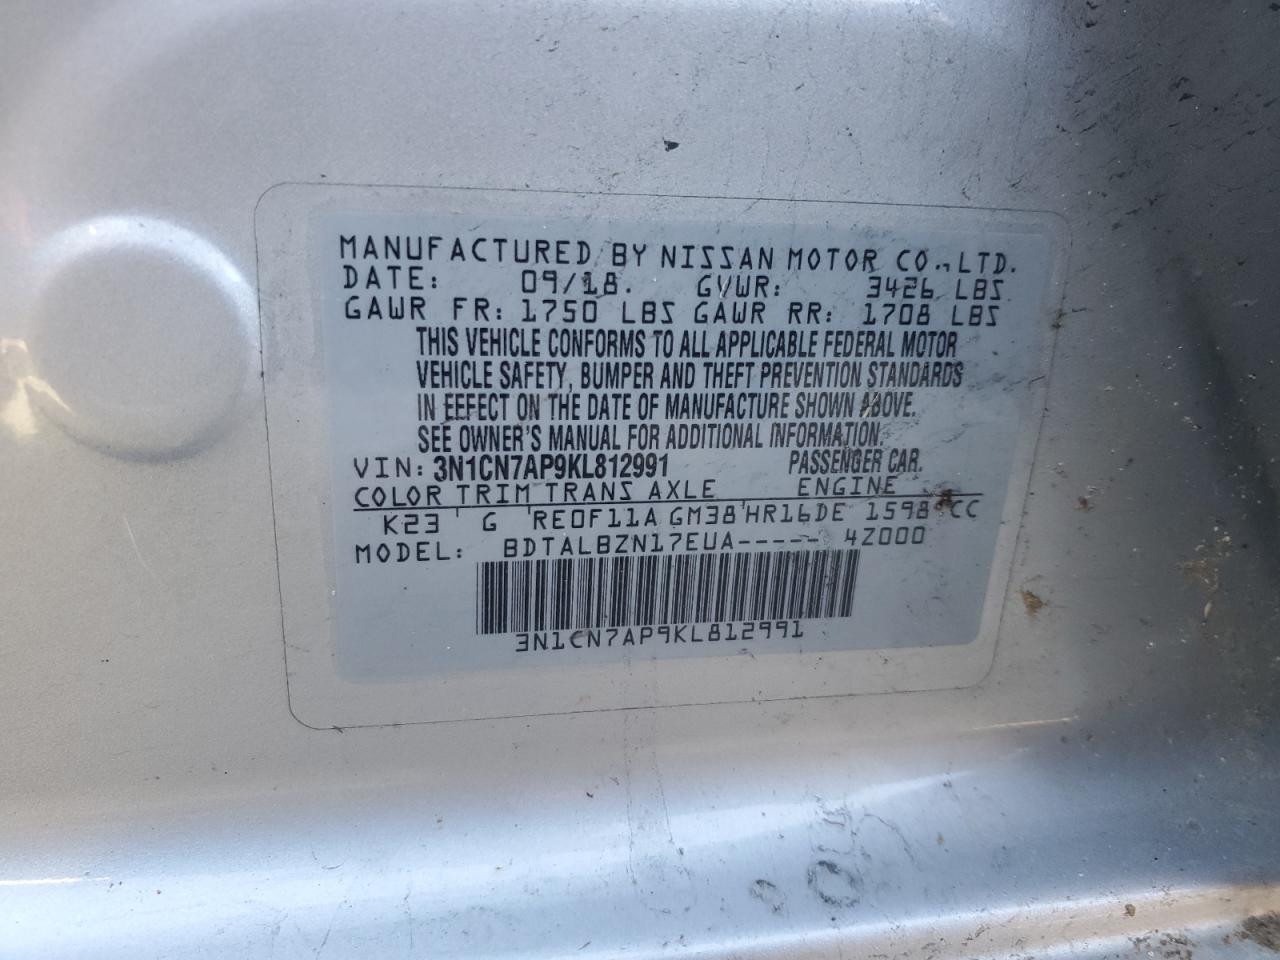 MANUFACTURED BY NISSAN MOTOR CO., LTD.
DATE: 09/18. GVWR: 3426 LBS
GAWR FR: 1750 LBS GAWR RR: 1708 LBS
THIS VEHICLE CONFORMS TO ALL APPLICABLE FEDERAL MOTOR
VEHICLE SAFETY, BUMPER AND THEFT PREVENTION STANDARDS
IN EFFECT ON THE DATE OF MANUFACTURE SHOWN ABOVE.
SEE OWNER'S MANUAL FOR ADDITIONAL INFORMATION.
VIN: 3N1CN7AP9KL812991 PASSENGER CAR.
COLOR TRIM TRANS AXLE ENGINE
K23 G RE0F11A GM38 HR16DE 1598 CC
MODEL: BDTALBZN17EUA----- 4Z000
3N1CN7AP9KL812991